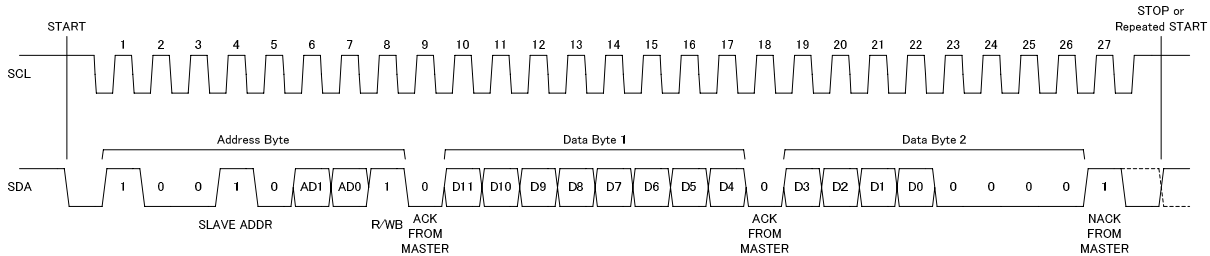 START
STOP or
Repeated START
1 2 3 4 5 6 7 8 9 10 11 12 13 14 15 16 17 18 19 20 21 22 23 24 25 26 27
SCL
Address Byte Data Byte 1 Data Byte 2
SDA 1 0 0 1 0 AD1 AD0 1 0 D11 D10 D9 D8 D7 D6 D5 D4 0 D3 D2 D1 D0 0 0 0 0 1
SLAVE ADDR R/WB
ACK
FROM
MASTER
ACK
FROM
MASTER
NACK
FROM
MASTER